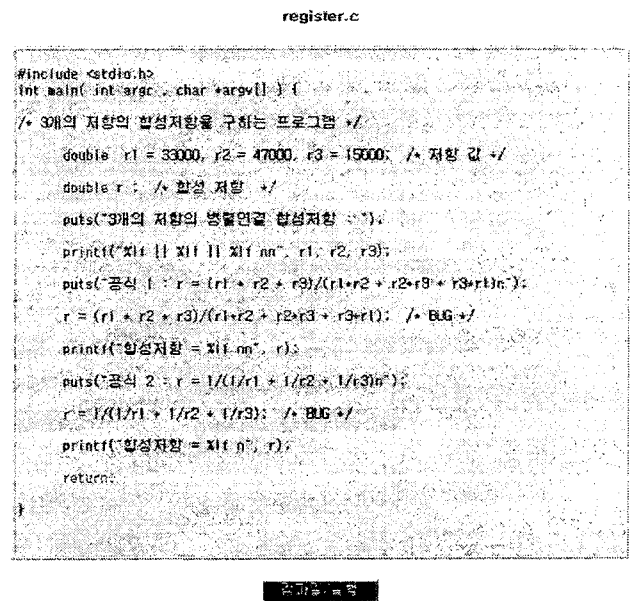 register.c
#include <stdio.h>
int main( int argc , char *argv[] ) {
/* 3개의 저항의 합성저항을 구하는 프로그램 */
double r1 = 33000, r2 = 47000, r3 = 15600; /* 저항 값 */
double r ; /* 합성 저항 */
puts("3개의 저항의 병렬연결 합성저항 : ");
printf("%lf || %lf || %lf nn", r1, r2, r3);
puts("공식 1 : r = (r1 * r2 * r3)/(r1*r2 + r2*r3 + r3*r1)n");
r = (r1 * r2 * r3)/(r1*r2 + r2*r3 + r3*r1); /* BUG */
printf("합성저항 = %lf nn", r);
puts("공식 2 : r = 1/(1/r1 + 1/r2 + 1/r3)n");
r = 1/(1/r1 + 1/r2 + 1/r3); /* BUG */
printf("합성저항 = %lf n", r);
return;
}